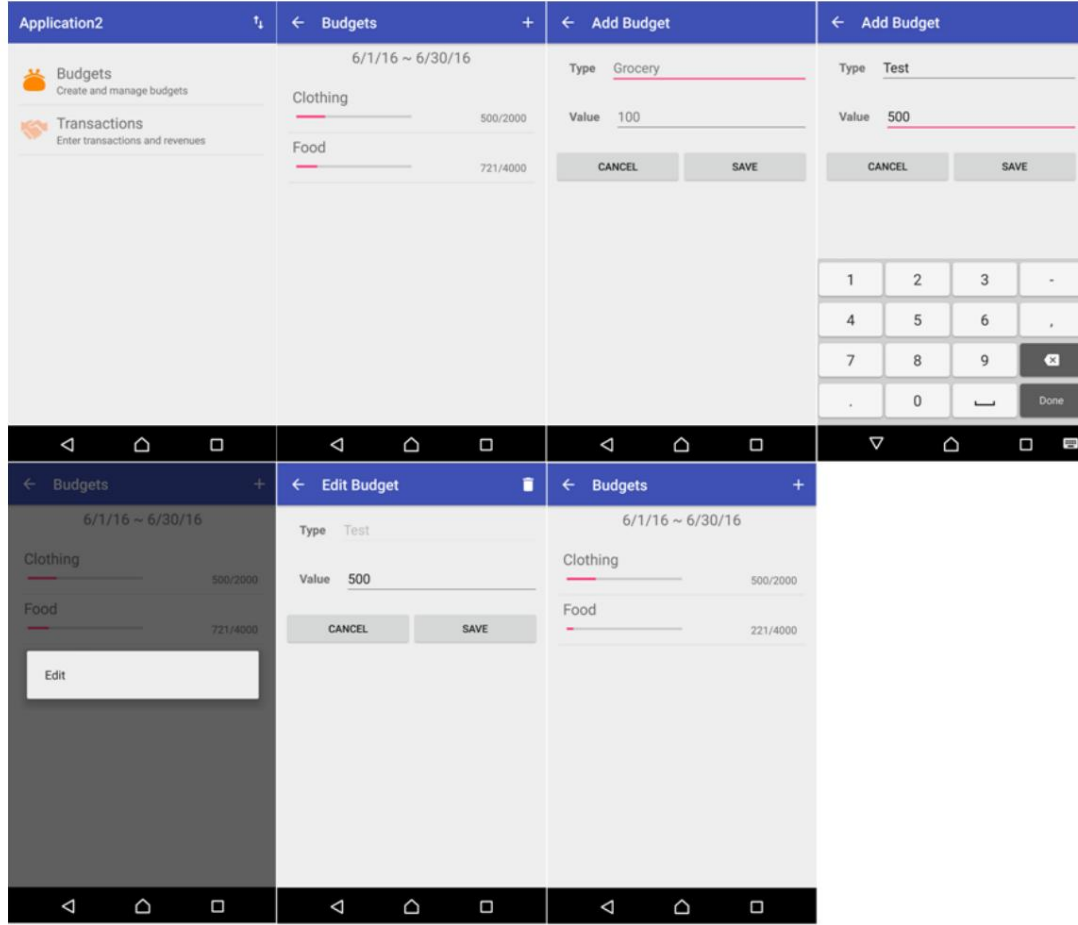 Application2
Budgets
Create and manage budgets
Transactions
Enter transactions and revenues
Budgets
6/1/16 ~ 6/30/16
Clothing
500/2000
Food
721/4000
Add Budget
Type Grocery
Value 100
CANCEL SAVE
Add Budget
Type Test
Value 500
CANCEL SAVE
1 2 3 -
4 5 6 ,
7 8 9
. 0 Done
Budgets
6/1/16 ~ 6/30/16
Clothing
500/2000
Food
721/4000
Edit
Edit Budget
Type Test
Value 500
CANCEL SAVE
Budgets
6/1/16 ~ 6/30/16
Clothing
500/2000
Food
221/4000